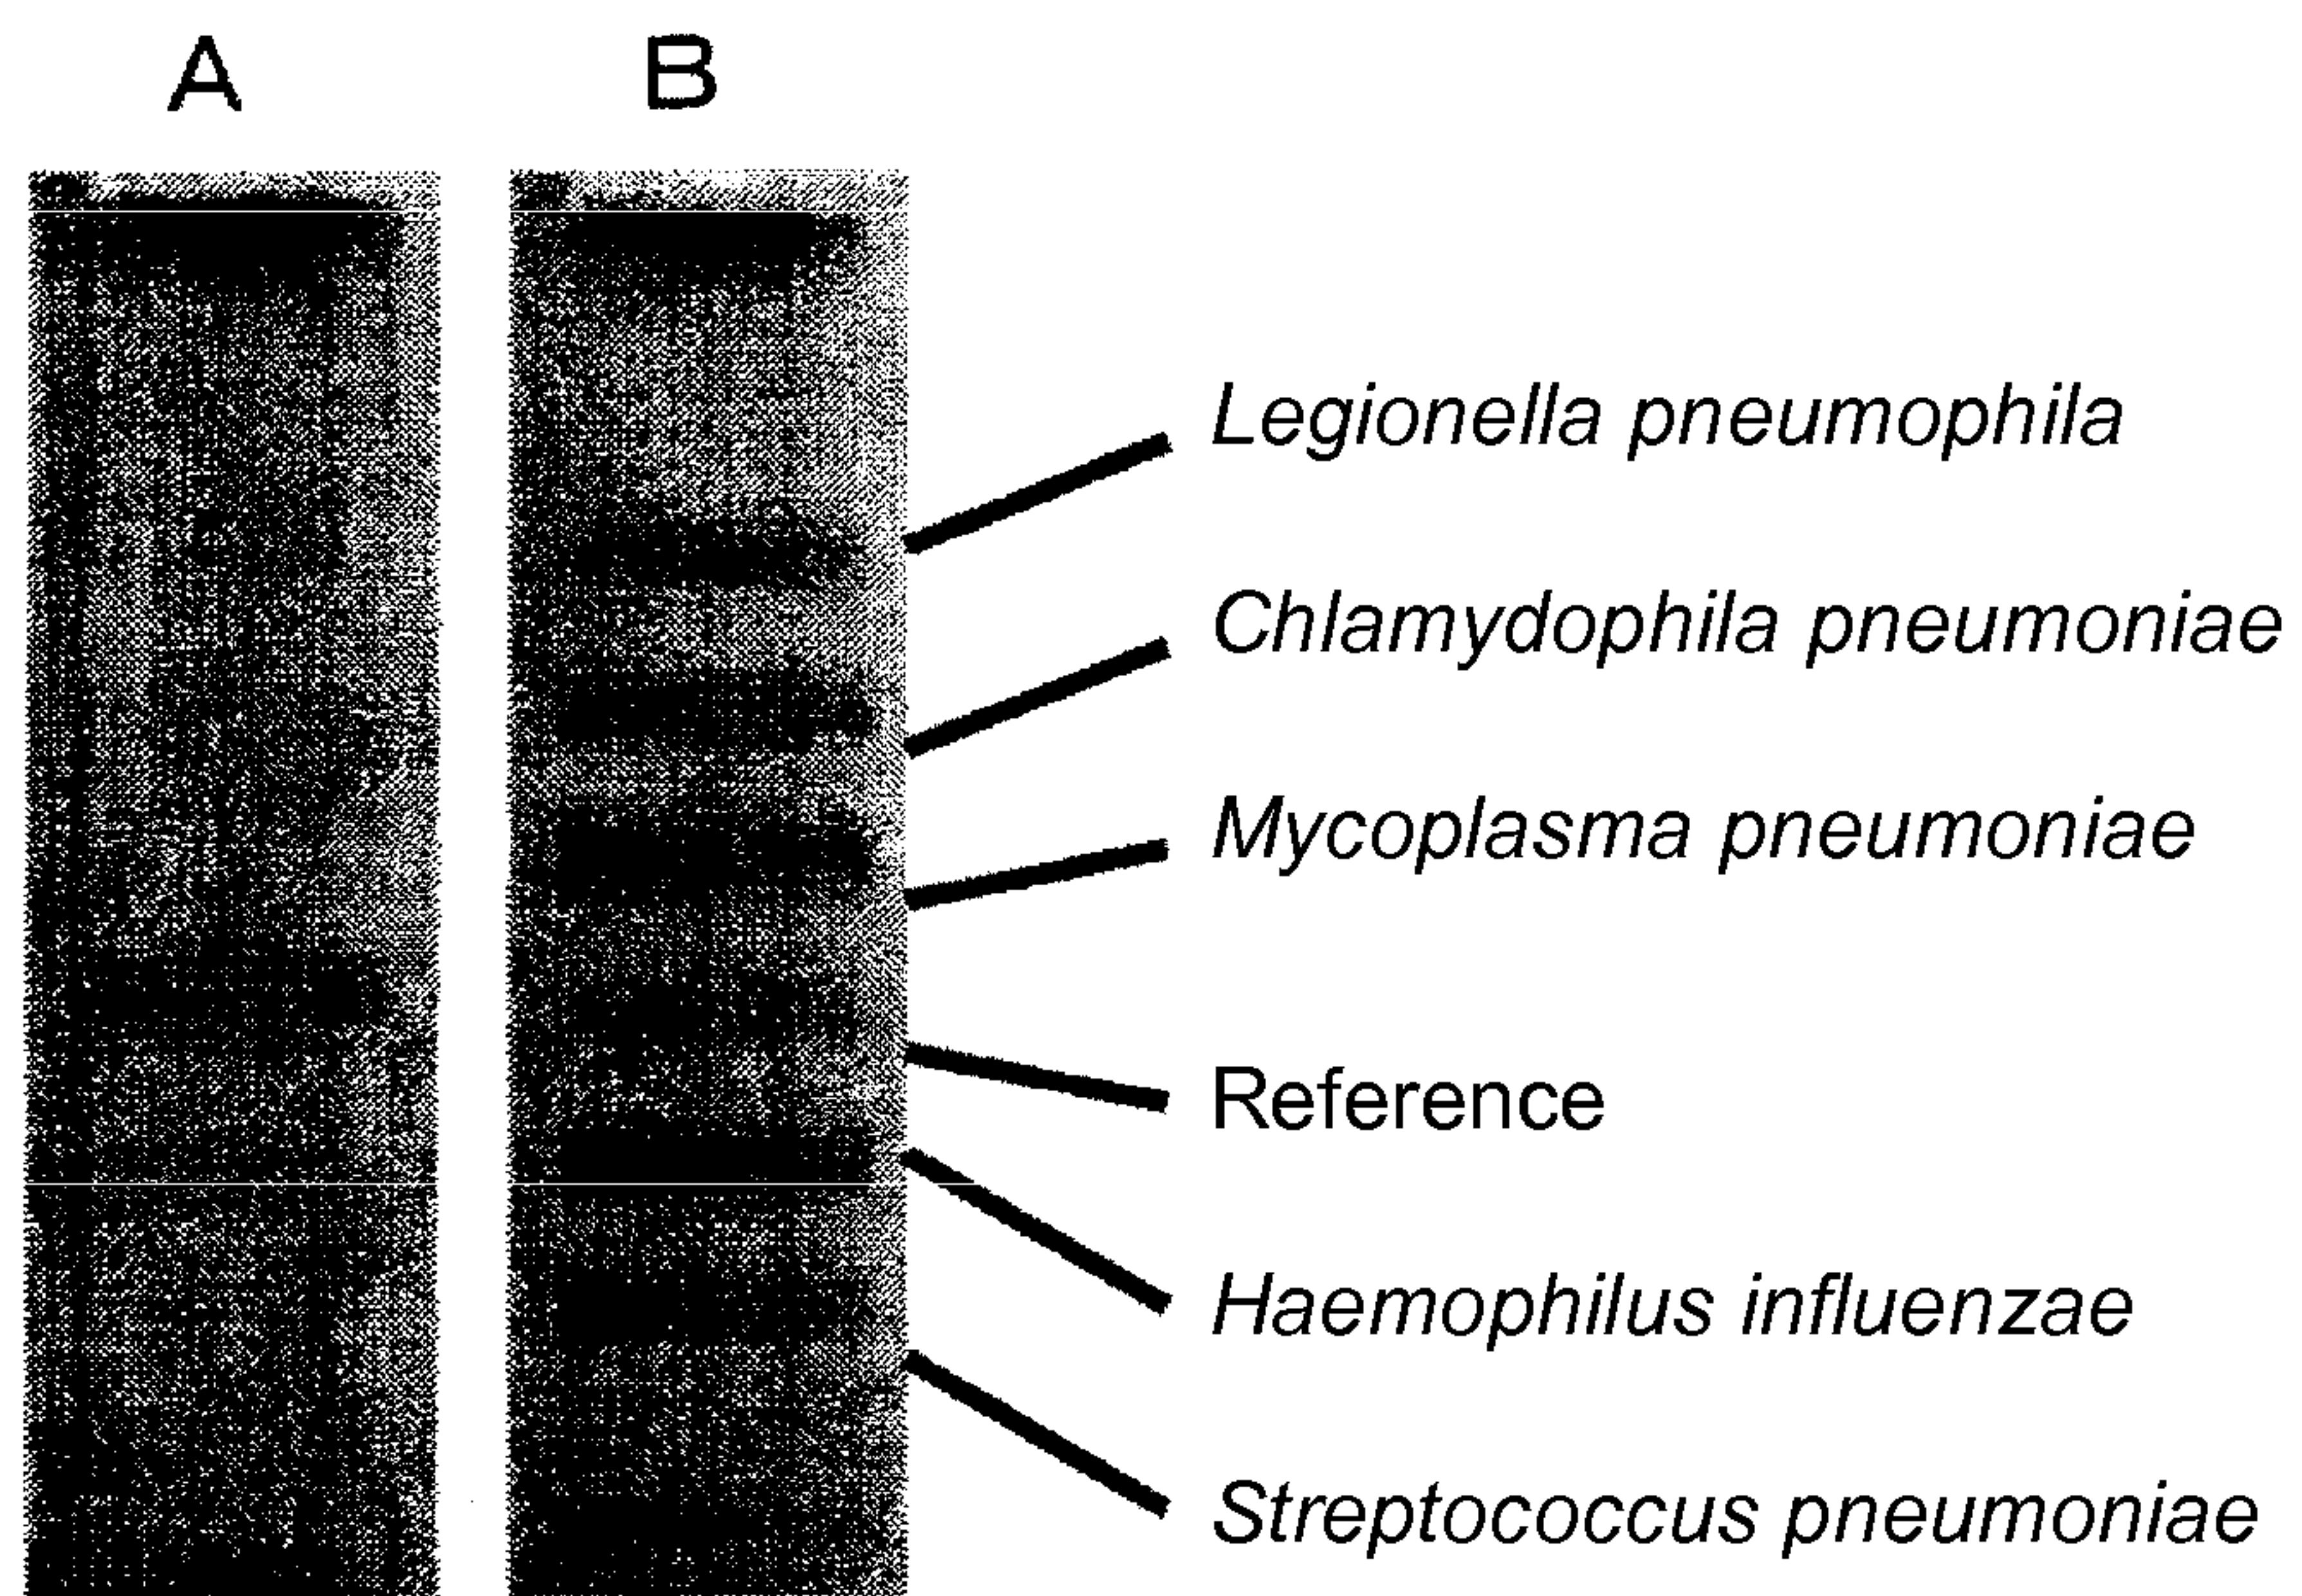 A B
Legionella pneumophila
Chlamydophila pneumoniae
Mycoplasma pneumoniae
Reference
Haemophilus influenzae
Streptococcus pneumoniae